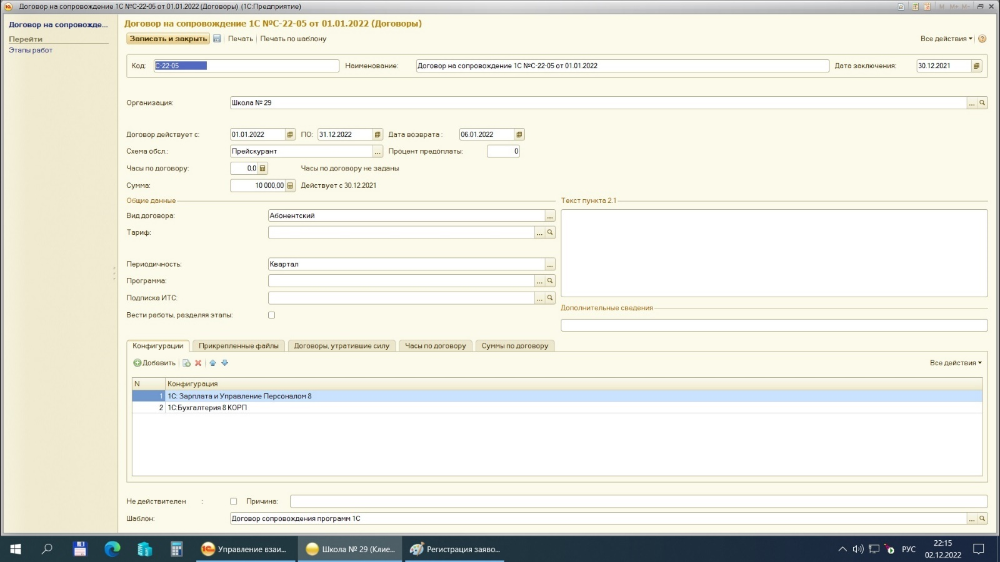 Договор на сопровождение 1С №С-22-05 от 01.01.2022 (Договоры) (1С:Предприятие)
M M+ M-
Договор на сопровожде...
Перейти
Этапы работ
Договор на сопровождение 1С №С-22-05 от 01.01.2022 (Договоры)
Записать и закрыть Печать Печать по шаблону Все действия ?
Код: С-22-05 Наименование: Договор на сопровождение 1С №С-22-05 от 01.01.2022 Дата заключения: 30.12.2021
Организация: Школа № 29 ...
Договор действует с: 01.01.2022 ПО: 31.12.2022 Дата возврата : 06.01.2022
Схема обсл.: Прейскурант ... Процент предоплаты: 0
Часы по договору: 0,0 Часы по договору не заданы
Сумма: 10 000,00 Действует с 30.12.2021
Общие данные
Вид договора: Абонентский ...
Тариф: ...
Периодичность: Квартал ...
Программа: ...
Подписка ИТС: ...
Вести работы, разделяя этапы:
Текст пункта 2.1
Дополнительные сведения
Конфигурации Прикрепленные файлы Договоры, утратившие силу Часы по договору Суммы по договору
Добавить Все действия
N Конфигурация
1 1С: Зарплата и Управление Персоналом 8
2 1С:Бухгалтерия 8 КОРП
Не действителен : Причина:
Шаблон: Договор сопровождения программ 1С ...
Управление взаи... Школа № 29 (Клие... Регистрация заяво... РУС 22:15
02.12.2022